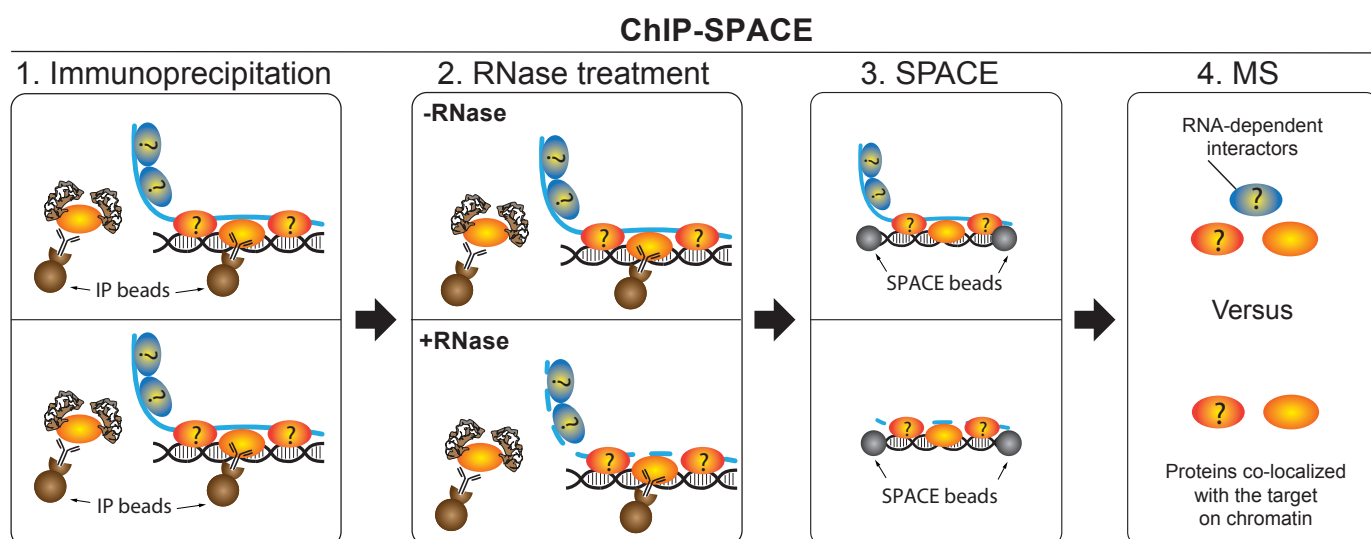 ChIP-SPACE
1. Immunoprecipitation
2. RNase treatment
3. SPACE
4. MS
?
?
?
?
IP beads
?
?
?
?
IP beads
-RNase
?
?
?
?
+RNase
?
?
?
?
?
?
?
?
SPACE beads
?
?
SPACE beads
RNA-dependent
interactors
?
?
Versus
?
Proteins co-localized
with the target
on chromatin